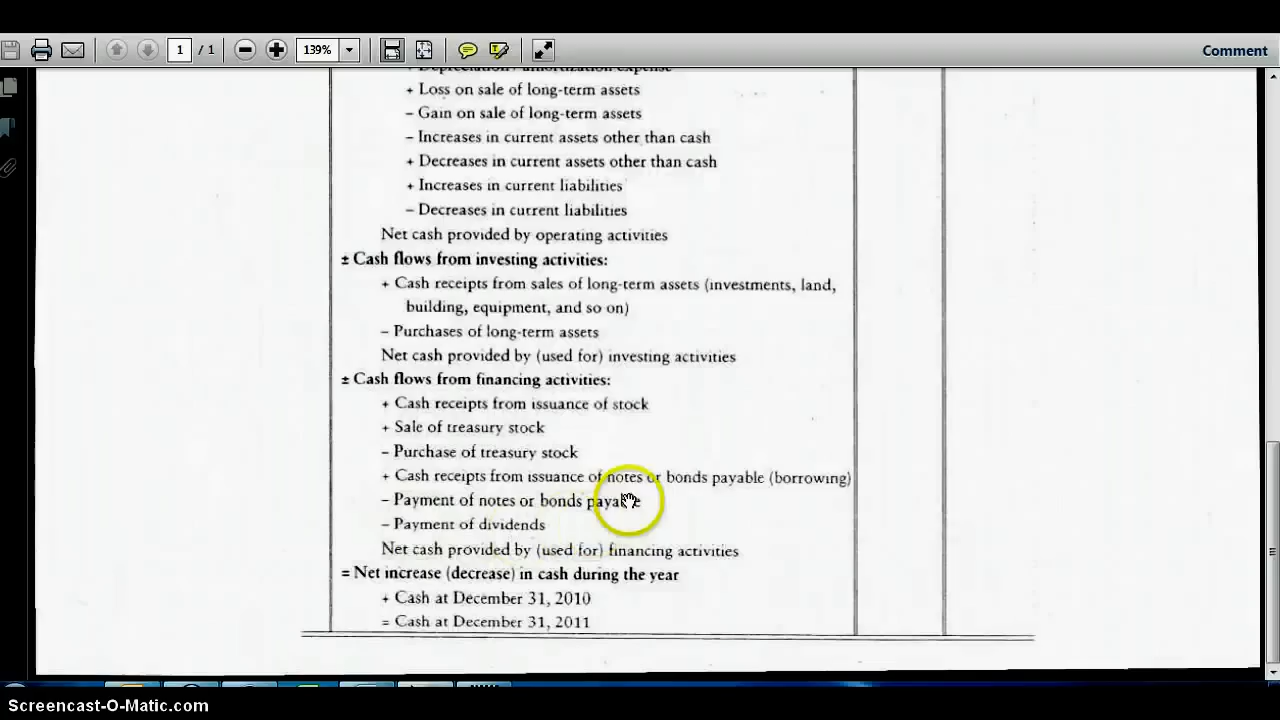 1 / 1
139%
Comment
+ Depreciation / amortization expense
+ Loss on sale of long-term assets
– Gain on sale of long-term assets
– Increases in current assets other than cash
+ Decreases in current assets other than cash
+ Increases in current liabilities
– Decreases in current liabilities
Net cash provided by operating activities
± Cash flows from investing activities:
+ Cash receipts from sales of long-term assets (investments, land,
building, equipment, and so on)
– Purchases of long-term assets
Net cash provided by (used for) investing activities
± Cash flows from financing activities:
+ Cash receipts from issuance of stock
+ Sale of treasury stock
– Purchase of treasury stock
+ Cash receipts from issuance of notes or bonds payable (borrowing)
– Payment of notes or bonds payable
– Payment of dividends
Net cash provided by (used for) financing activities
= Net increase (decrease) in cash during the year
+ Cash at December 31, 2010
= Cash at December 31, 2011
Screencast-O-Matic.com